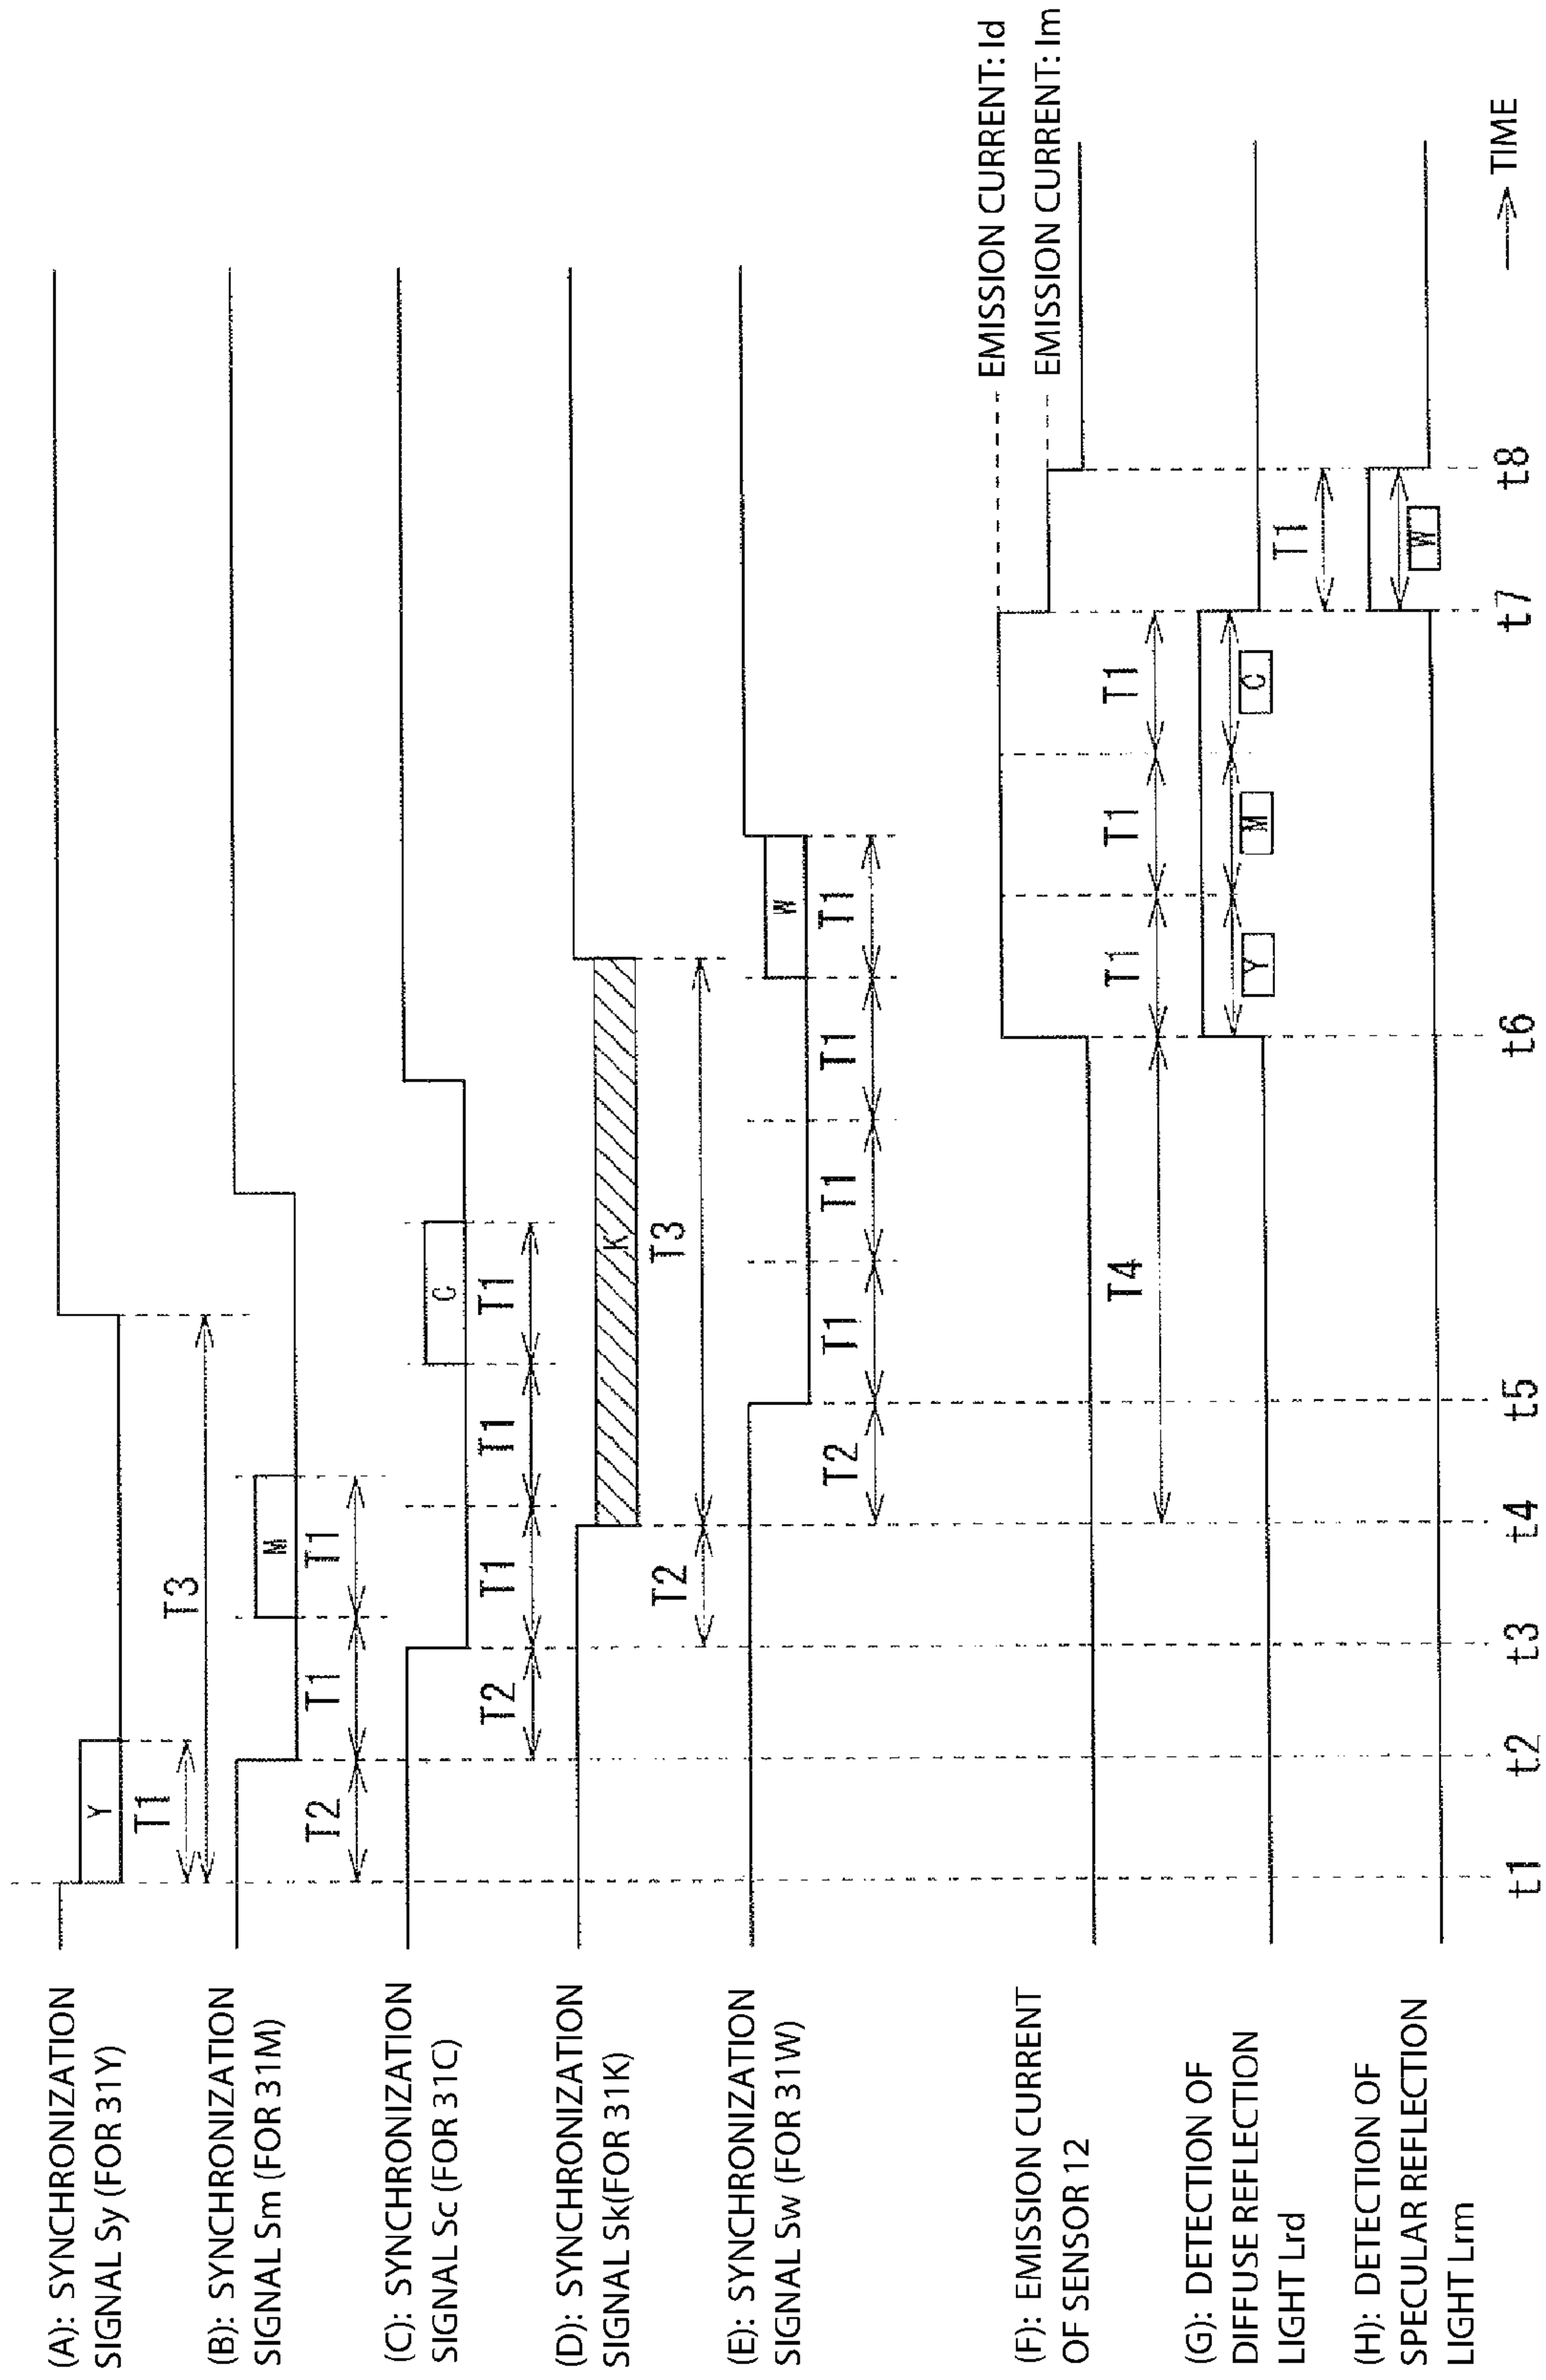 (A): SYNCHRONIZATION
SIGNAL Sy (FOR 31Y)
Y
T1
T3
(B): SYNCHRONIZATION
SIGNAL Sm (FOR 31M)
M
T2
T1
T1
(C): SYNCHRONIZATION
SIGNAL Sc (FOR 31C)
C
T2
T1
T1
T1
(D): SYNCHRONIZATION
SIGNAL Sk(FOR 31K)
K
T2
T3
(E): SYNCHRONIZATION
SIGNAL Sw (FOR 31W)
W
T2
T1
T1
T1
T1
(F): EMISSION CURRENT
OF SENSOR 12
EMISSION CURRENT: Id
EMISSION CURRENT: Im
T4
T1
T1
T1
(G): DETECTION OF
DIFFUSE REFLECTION
LIGHT Lrd
Y
M
C
T1
(H): DETECTION OF
SPECULAR REFLECTION
LIGHT Lrm
W
t1
t2
t3
t4
t5
t6
t7
t8
TIME